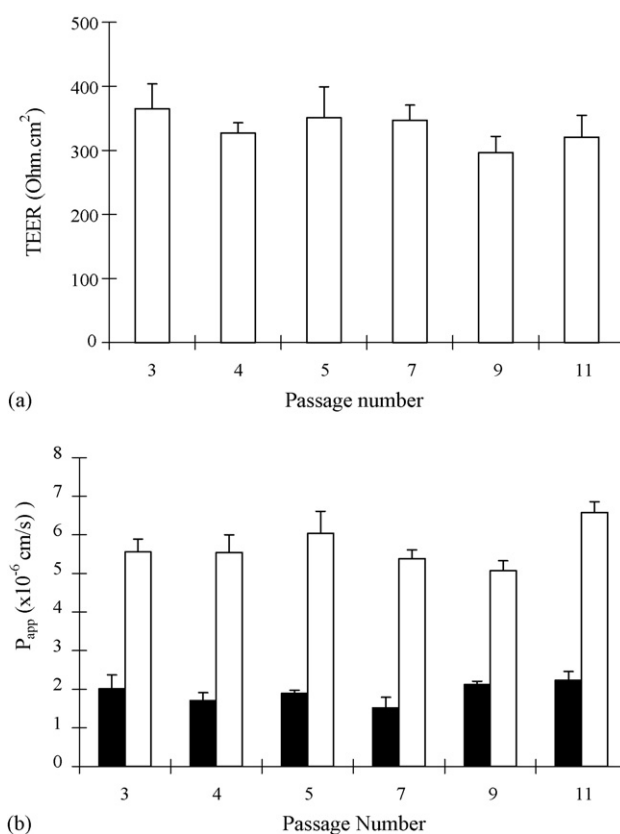 500
400
300
200
100
0
TEER (Ohm.cm²)
3 4 5 7 9 11
Passage number
(a)
8
7
6
5
4
3
2
1
0
Papp (x10⁻⁶ cm/s) )
3 4 5 7 9 11
Passage Number
(b)